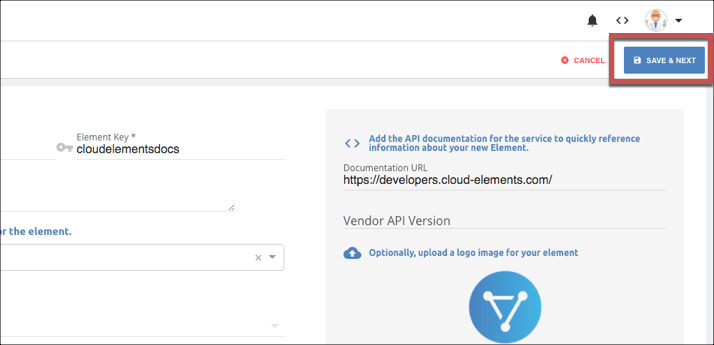 CANCEL
SAVE & NEXT
Element Key *
cloudelementsdocs
or the element.
Add the API documentation for the service to quickly reference
information about your new Element.
Documentation URL
https://developers.cloud-elements.com/
Vendor API Version
Optionally, upload a logo image for your element